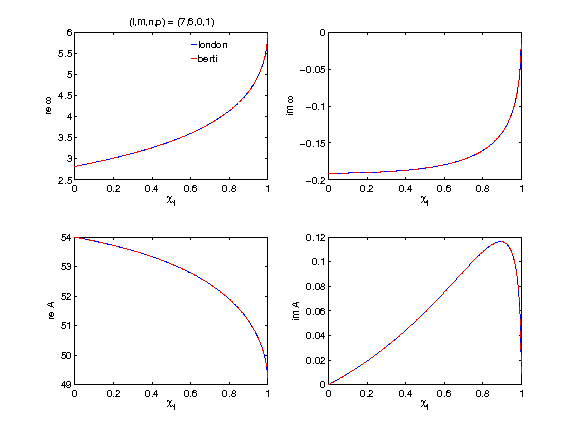 (l,m,n,p) = (7,6,0,1)
6
5.5
5
4.5
4
3.5
3
2.5
re ω
london
berti
0 0.2 0.4 0.6 0.8 1
χf
0
−0.05
−0.1
−0.15
−0.2
im ω
0 0.2 0.4 0.6 0.8 1
χf
54
53
52
51
50
49
re A
0 0.2 0.4 0.6 0.8 1
χf
0.12
0.1
0.08
0.06
0.04
0.02
0
im A
0 0.2 0.4 0.6 0.8 1
χf